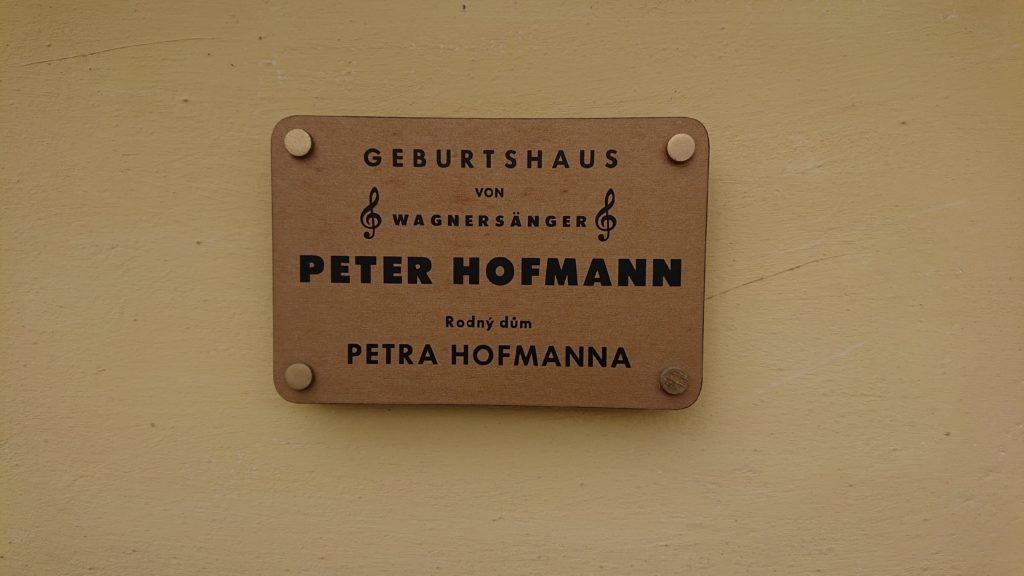 GEBURTSHAUS
VON
WAGNERSÄNGER
PETER HOFMANN
Rodný dům
PETRA HOFMANNA